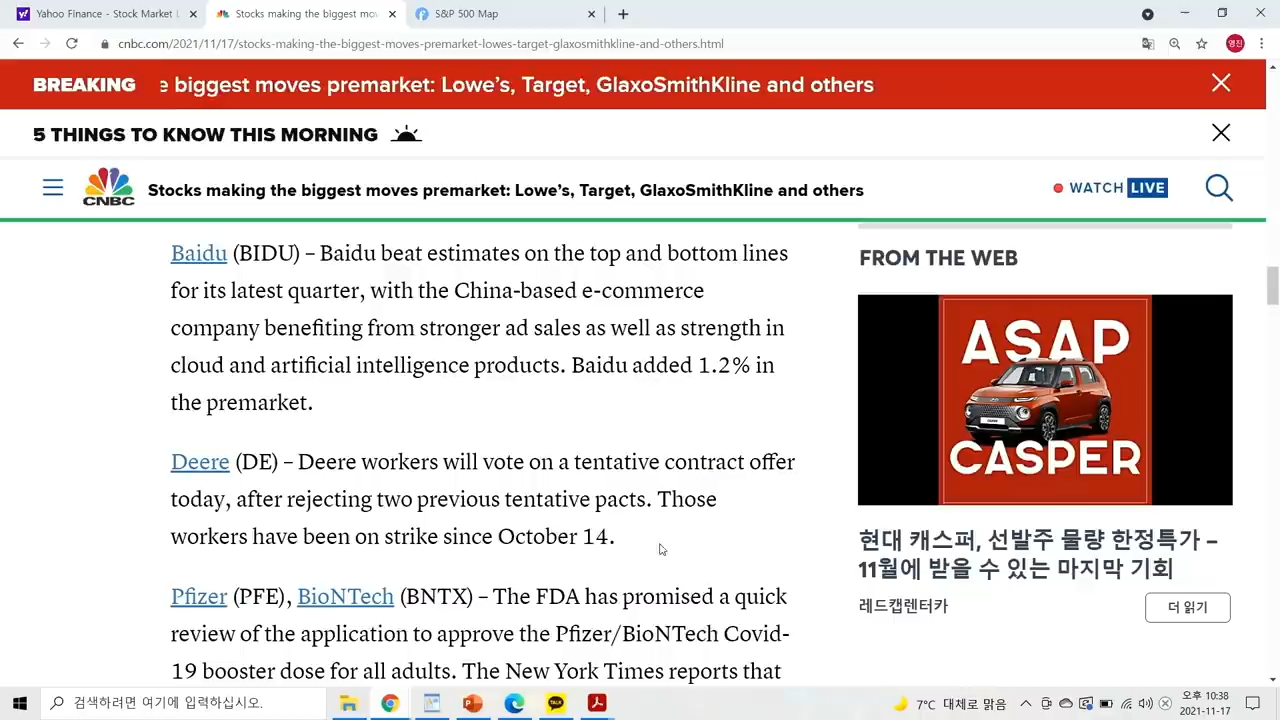 Yahoo Finance - Stock Market L
Stocks making the biggest mov
S&P 500 Map
cnbc.com/2021/11/17/stocks-making-the-biggest-moves-premarket-lowes-target-glaxosmithkline-and-others.html
영진
BREAKING
e biggest moves premarket: Lowe's, Target, GlaxoSmithKline and others
5 THINGS TO KNOW THIS MORNING
CNBC
Stocks making the biggest moves premarket: Lowe's, Target, GlaxoSmithKline and others
WATCH LIVE
Baidu (BIDU) – Baidu beat estimates on the top and bottom lines
for its latest quarter, with the China-based e-commerce
company benefiting from stronger ad sales as well as strength in
cloud and artificial intelligence products. Baidu added 1.2% in
the premarket.
Deere (DE) – Deere workers will vote on a tentative contract offer
today, after rejecting two previous tentative pacts. Those
workers have been on strike since October 14.
Pfizer (PFE), BioNTech (BNTX) – The FDA has promised a quick
review of the application to approve the Pfizer/BioNTech Covid-
19 booster dose for all adults. The New York Times reports that
FROM THE WEB
ASAP
CASPER
현대 캐스퍼, 선발주 물량 한정특가 –
11월에 받을 수 있는 마지막 기회
레드캡렌터카
더 읽기
검색하려면 여기에 입력하십시오.
TALK
7°C 대체로 맑음
오후 10:38
2021-11-17